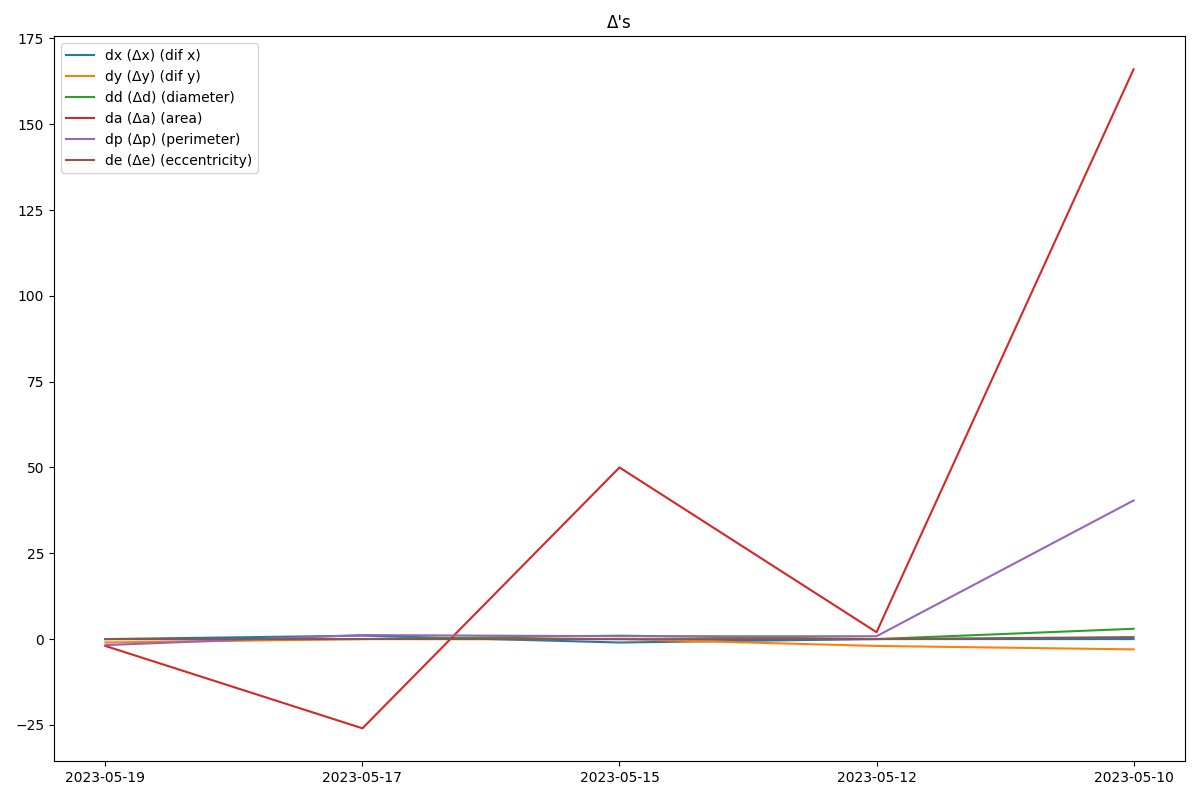 Δ's
175
150
125
100
75
50
25
0
−25
dx (Δx) (dif x)
dy (Δy) (dif y)
dd (Δd) (diameter)
da (Δa) (area)
dp (Δp) (perimeter)
de (Δe) (eccentricity)
2023-05-19 2023-05-17 2023-05-15 2023-05-12 2023-05-10